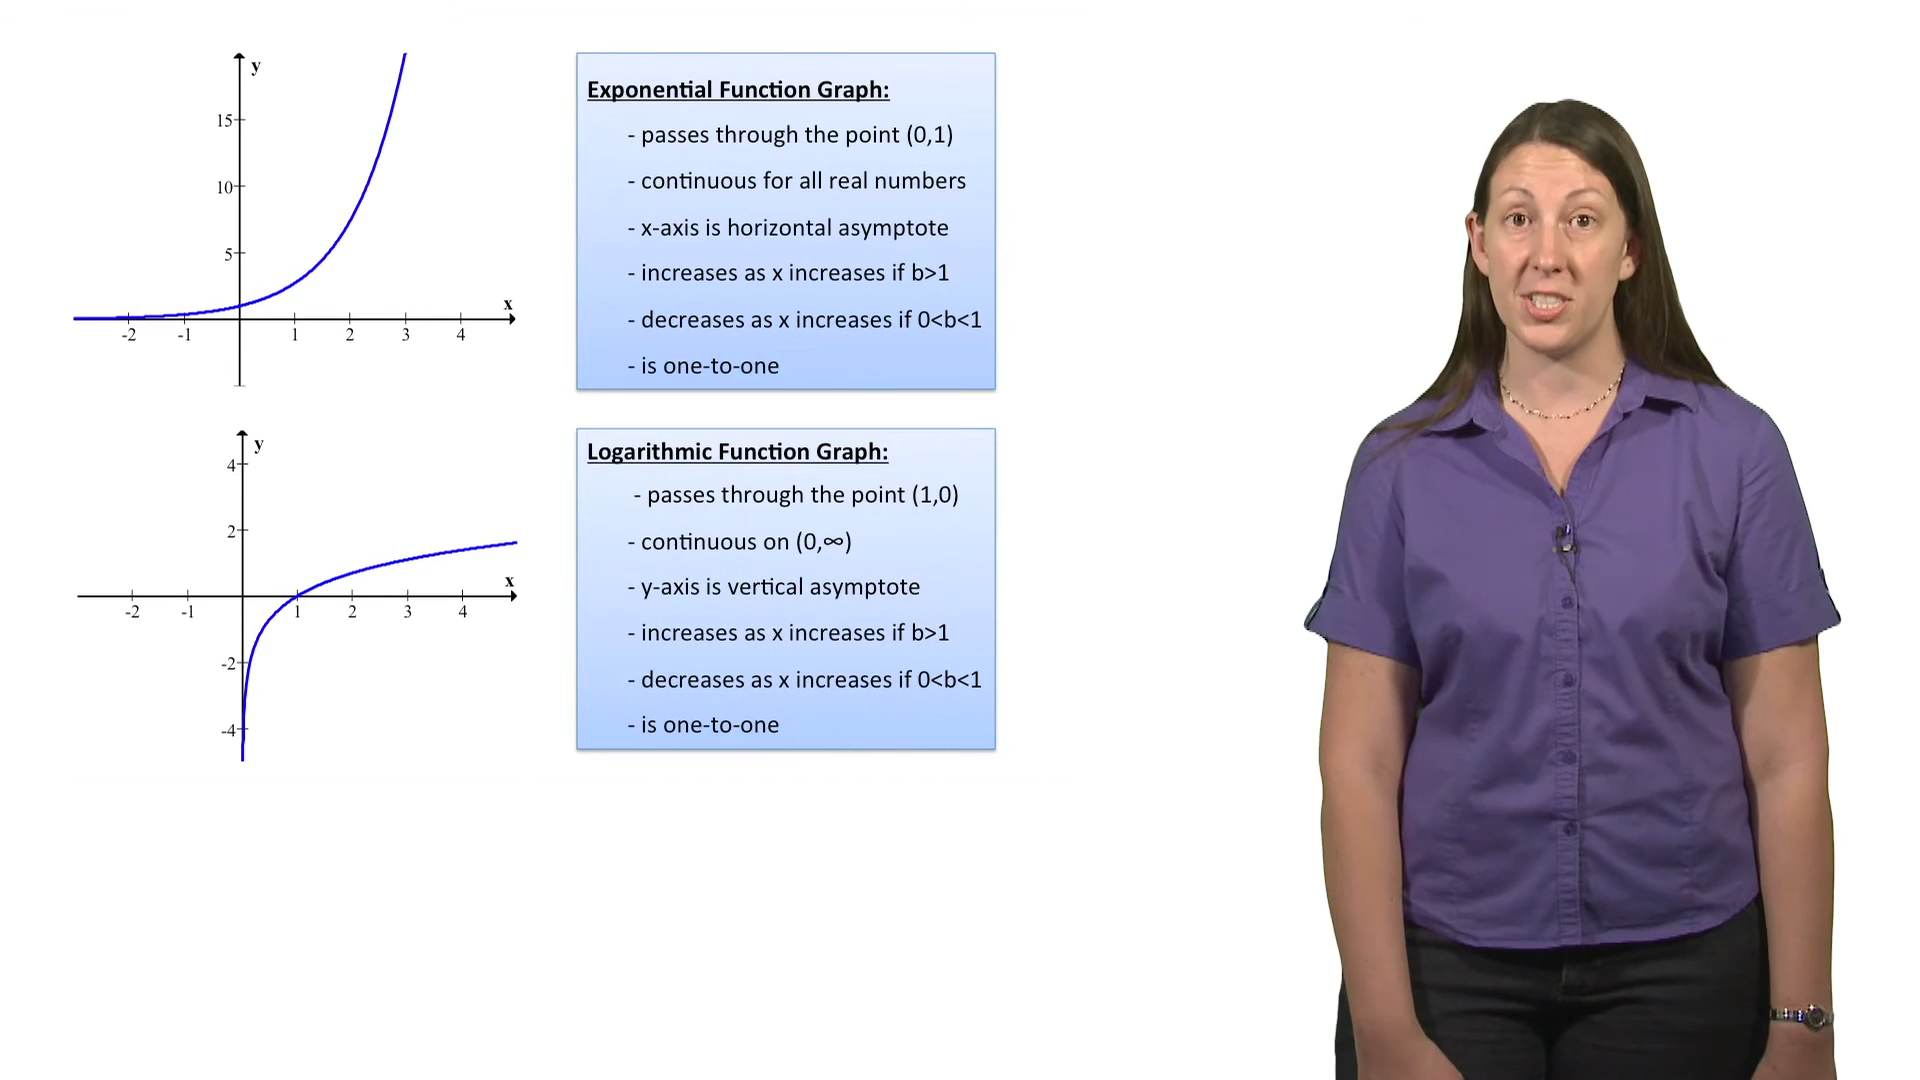 y
15
10
5
x
-2 -1 1 2 3 4
Exponential Function Graph:
- passes through the point (0,1)
- continuous for all real numbers
- x-axis is horizontal asymptote
- increases as x increases if b>1
- decreases as x increases if 0<b<1
- is one-to-one
y
4
2
x
-2 -1 1 2 3 4
-2
-4
Logarithmic Function Graph:
- passes through the point (1,0)
- continuous on (0,∞)
- y-axis is vertical asymptote
- increases as x increases if b>1
- decreases as x increases if 0<b<1
- is one-to-one